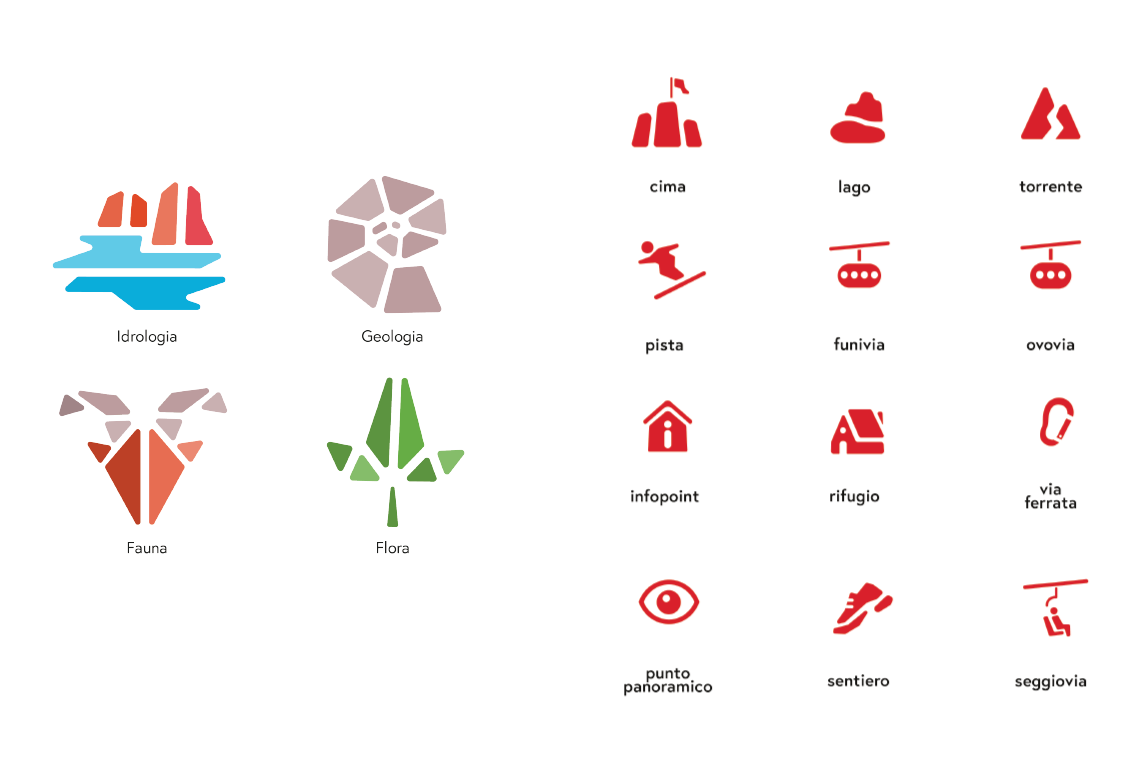 Idrologia
Geologia
Fauna
Flora
cima
lago
torrente
pista
funivia
ovovia
infopoint
rifugio
via
ferrata
punto
panoramico
sentiero
seggiovia